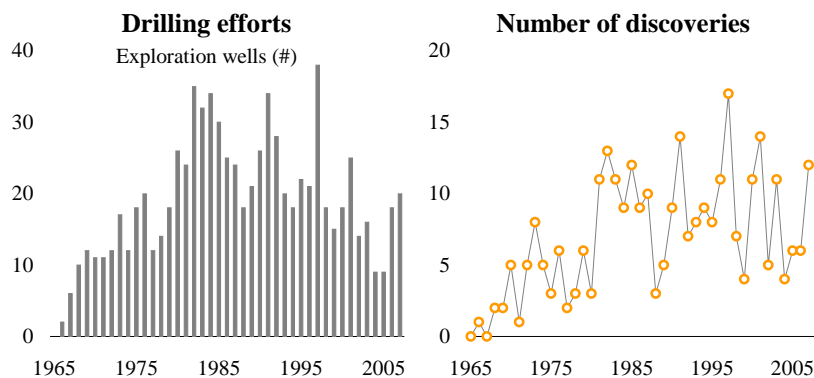 Drilling efforts
Exploration wells (#)
40
30
20
10
0
1965 1975 1985 1995 2005
Number of discoveries
20
15
10
5
0
1965 1975 1985 1995 2005